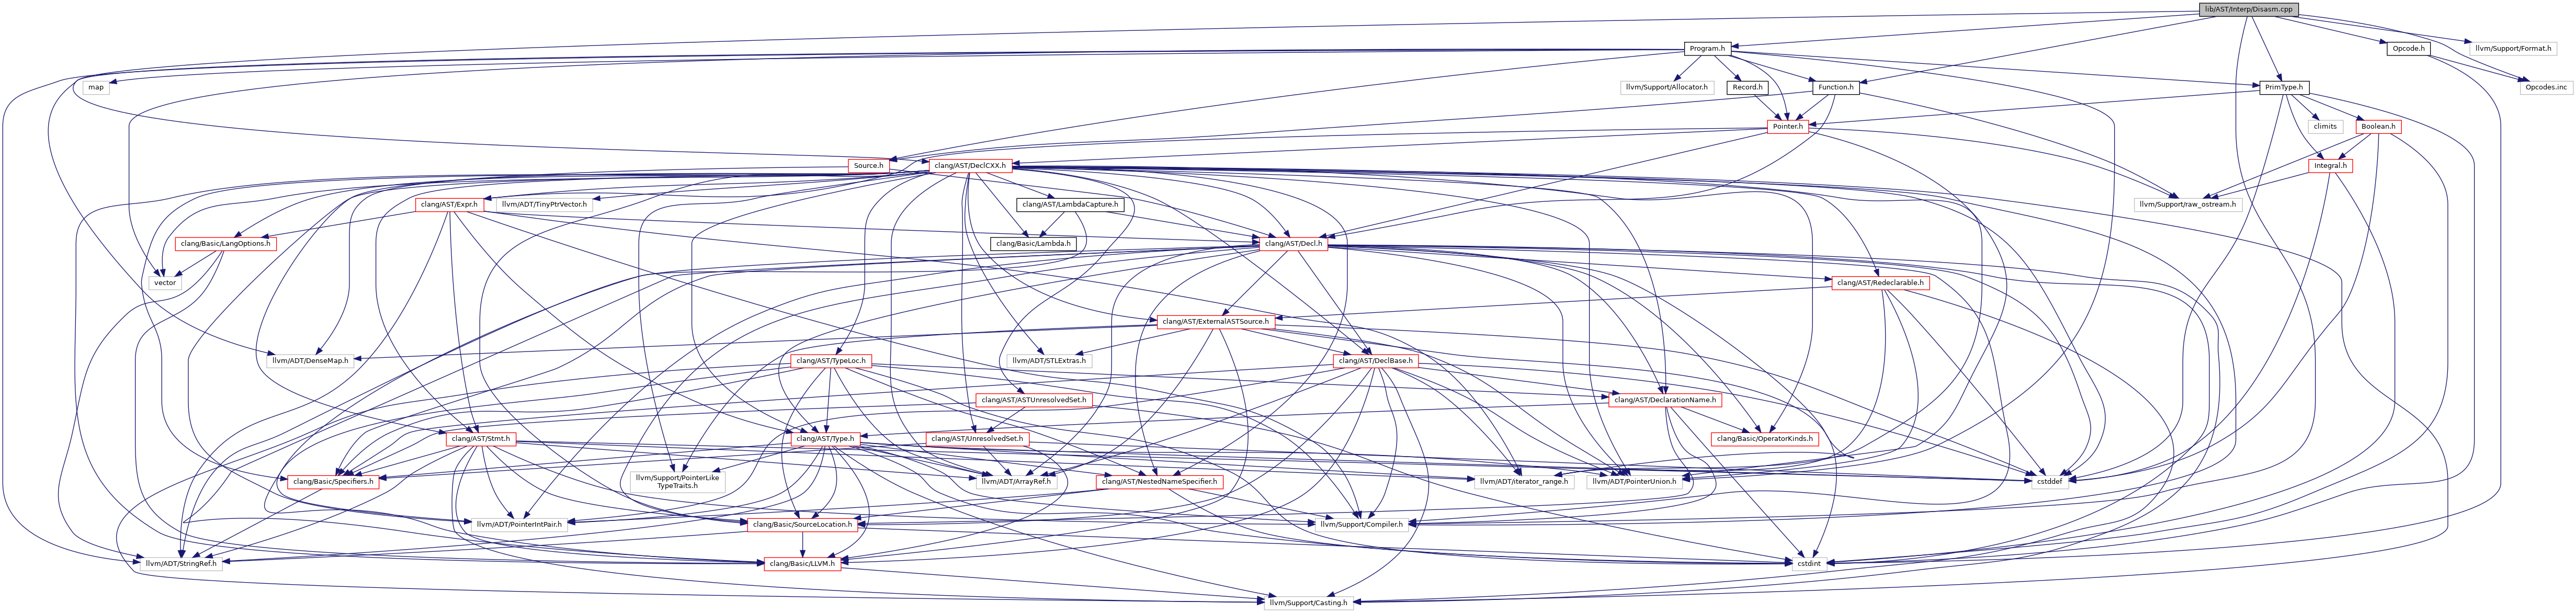 lib/AST/Interp/Disasm.cpp
Program.h
Opcode.h
llvm/Support/Format.h
map
llvm/Support/Allocator.h
Record.h
Function.h
PrimType.h
Opcodes.inc
Pointer.h
climits
Boolean.h
Source.h
clang/AST/DeclCXX.h
Integral.h
clang/AST/Expr.h
llvm/ADT/TinyPtrVector.h
clang/AST/LambdaCapture.h
llvm/Support/raw_ostream.h
clang/Basic/LangOptions.h
clang/Basic/Lambda.h
clang/AST/Decl.h
vector
clang/AST/Redeclarable.h
clang/AST/ExternalASTSource.h
llvm/ADT/DenseMap.h
clang/AST/TypeLoc.h
llvm/ADT/STLExtras.h
clang/AST/DeclBase.h
clang/AST/ASTUnresolvedSet.h
clang/AST/DeclarationName.h
clang/AST/Stmt.h
clang/AST/Type.h
clang/AST/UnresolvedSet.h
clang/Basic/OperatorKinds.h
clang/Basic/Specifiers.h
llvm/Support/PointerLike
TypeTraits.h
llvm/ADT/ArrayRef.h
clang/AST/NestedNameSpecifier.h
llvm/ADT/iterator_range.h
llvm/ADT/PointerUnion.h
cstddef
llvm/ADT/PointerIntPair.h
clang/Basic/SourceLocation.h
llvm/Support/Compiler.h
llvm/ADT/StringRef.h
clang/Basic/LLVM.h
cstdint
llvm/Support/Casting.h